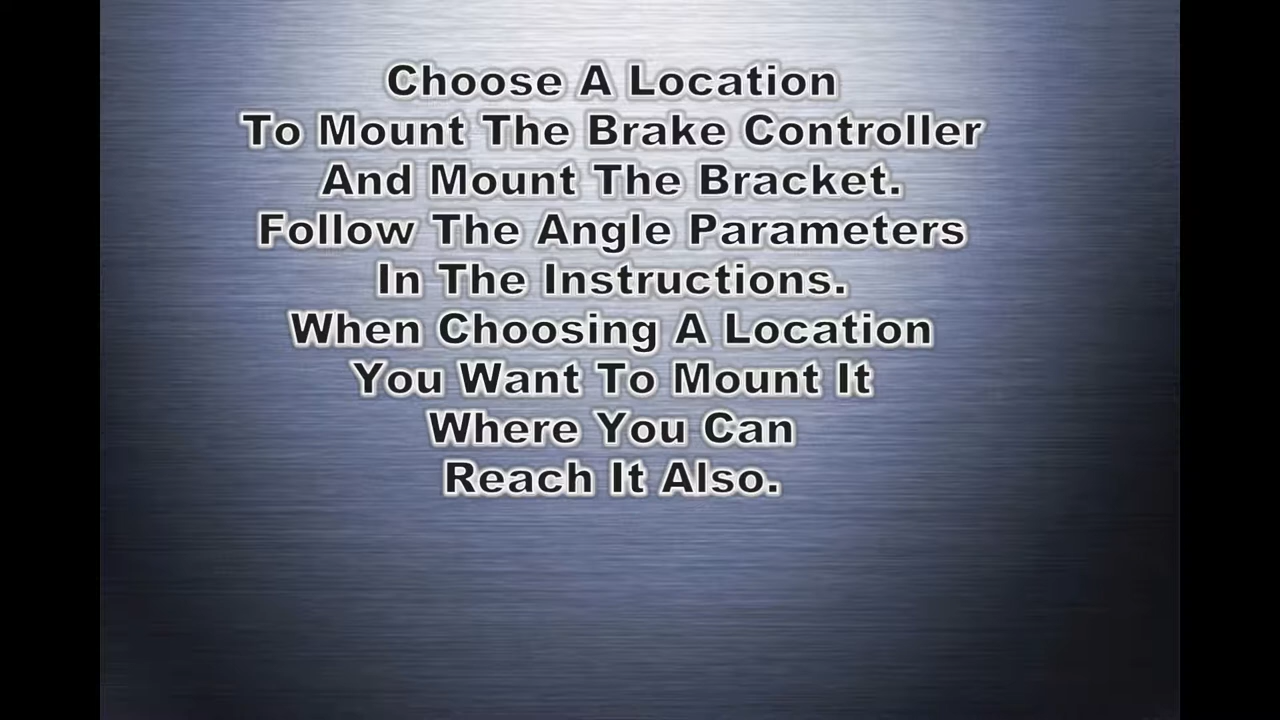 Choose A Location
To Mount The Brake Controller
And Mount The Bracket.
Follow The Angle Parameters
In The Instructions.
When Choosing A Location
You Want To Mount It
Where You Can
Reach It Also.